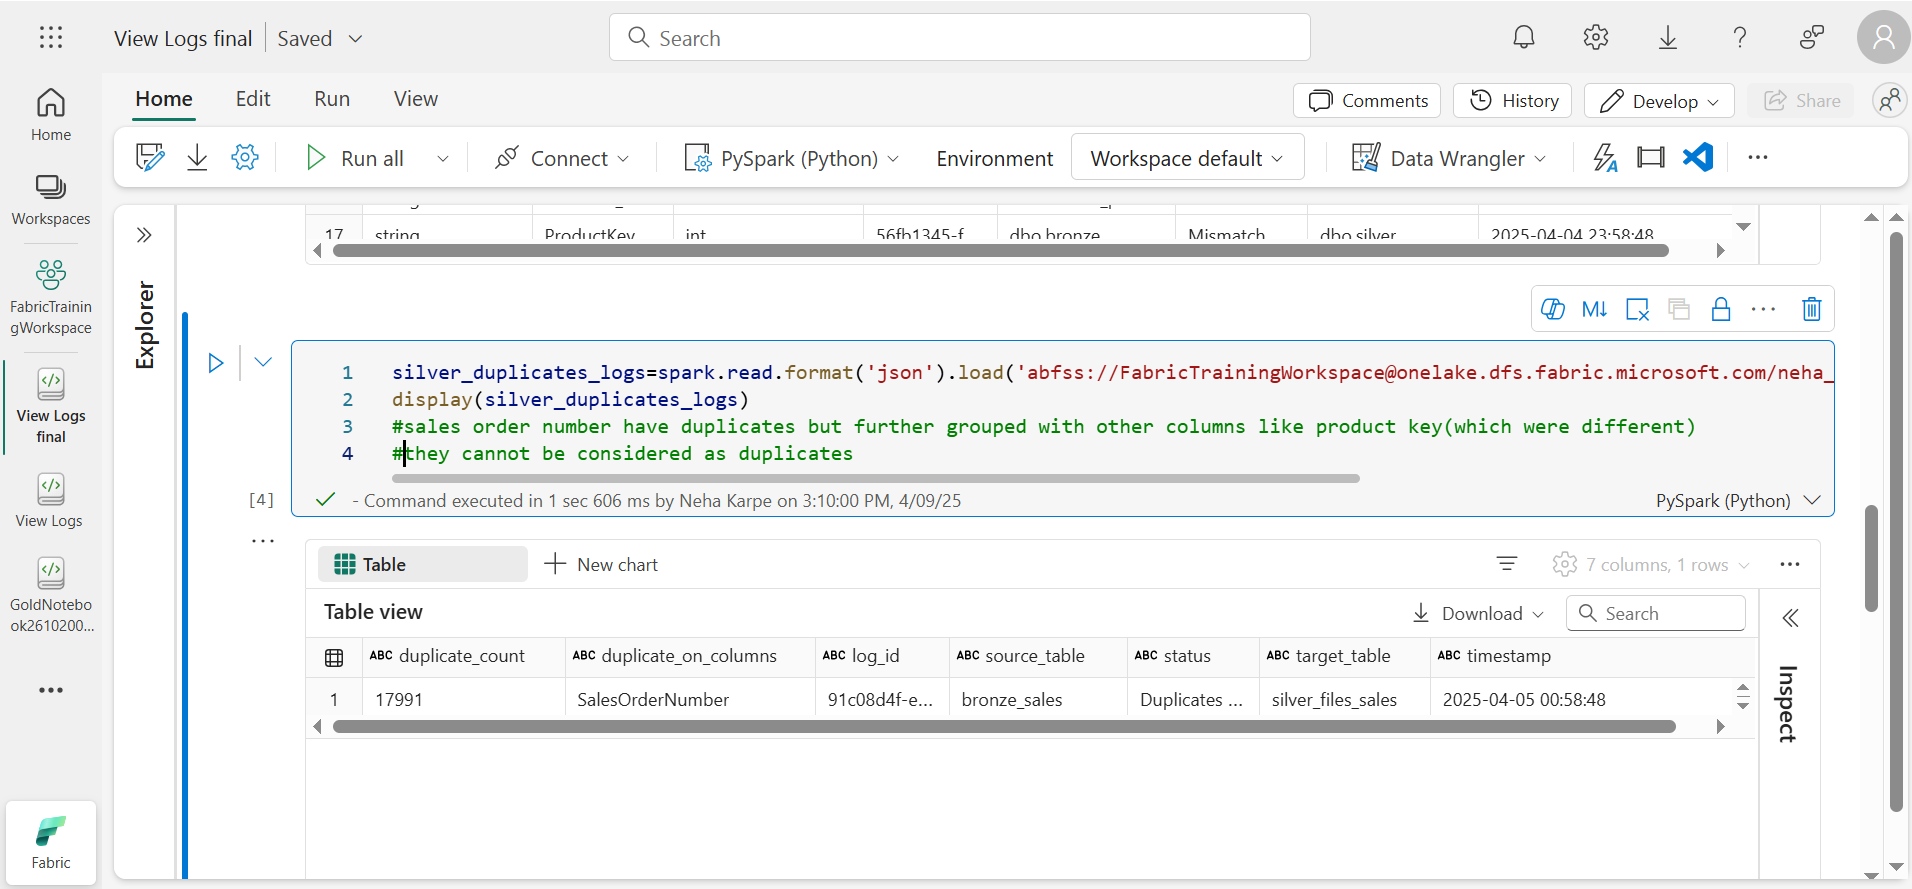 View Logs final
Saved
Search
Home
Edit
Run
View
Comments
History
Develop
Share
Run all
Connect
PySpark (Python)
Environment
Workspace default
Data Wrangler
Home
Workspaces
FabricTrainin
gWorkspace
View Logs
final
View Logs
GoldNotebo
ok2610200...
Fabric
Explorer
17 string ProductKey int 56fb1345-f dbo.bronze Mismatch dbo.silver 2025-04-04 23:58:48
M↓
1 silver_duplicates_logs=spark.read.format('json').load('abfss://FabricTrainingWorkspace@onelake.dfs.fabric.microsoft.com/neha_
2 display(silver_duplicates_logs)
3 #sales order number have duplicates but further grouped with other columns like product key(which were different)
4 #they cannot be considered as duplicates
[4] - Command executed in 1 sec 606 ms by Neha Karpe on 3:10:00 PM, 4/09/25 PySpark (Python)
Table
New chart
7 columns, 1 rows
Table view
Download
Search
Inspect
ABC duplicate_count ABC duplicate_on_columns ABC log_id ABC source_table ABC status ABC target_table ABC timestamp
1 17991 SalesOrderNumber 91c08d4f-e... bronze_sales Duplicates ... silver_files_sales 2025-04-05 00:58:48